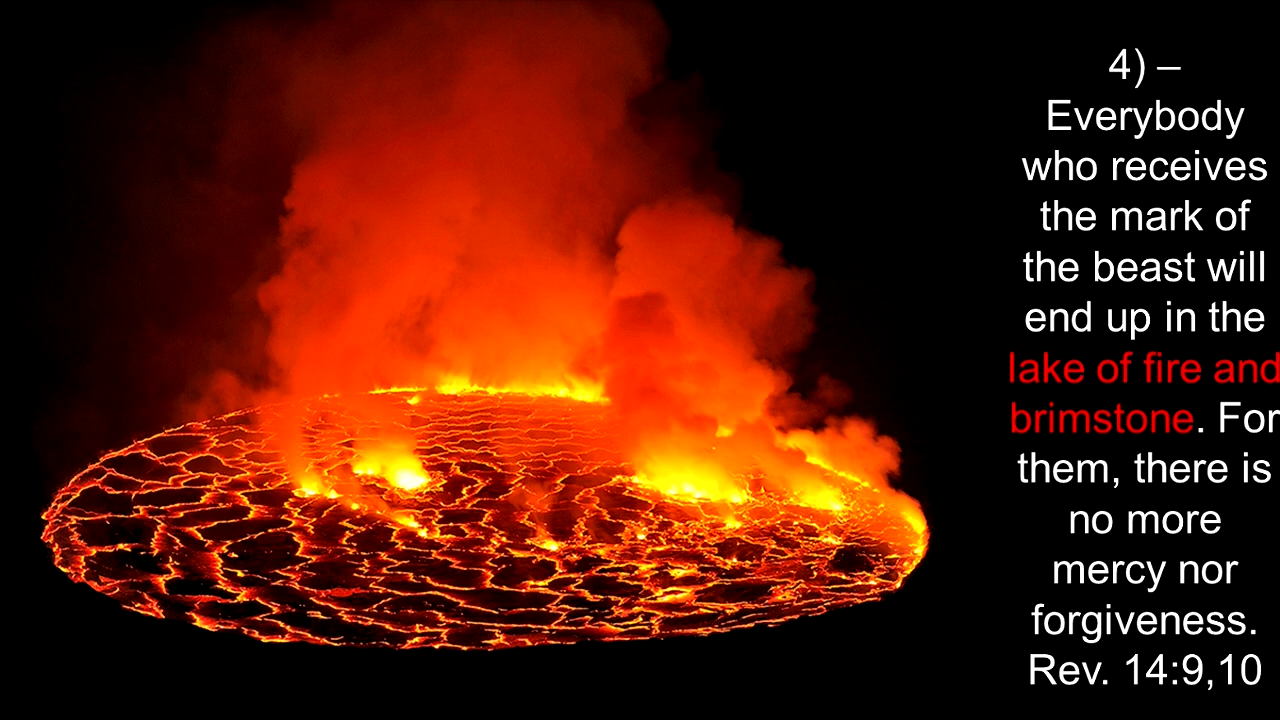 4) –
Everybody
who receives
the mark of
the beast will
end up in the
lake of fire and
brimstone. For
them, there is
no more
mercy nor
forgiveness.
Rev. 14:9,10